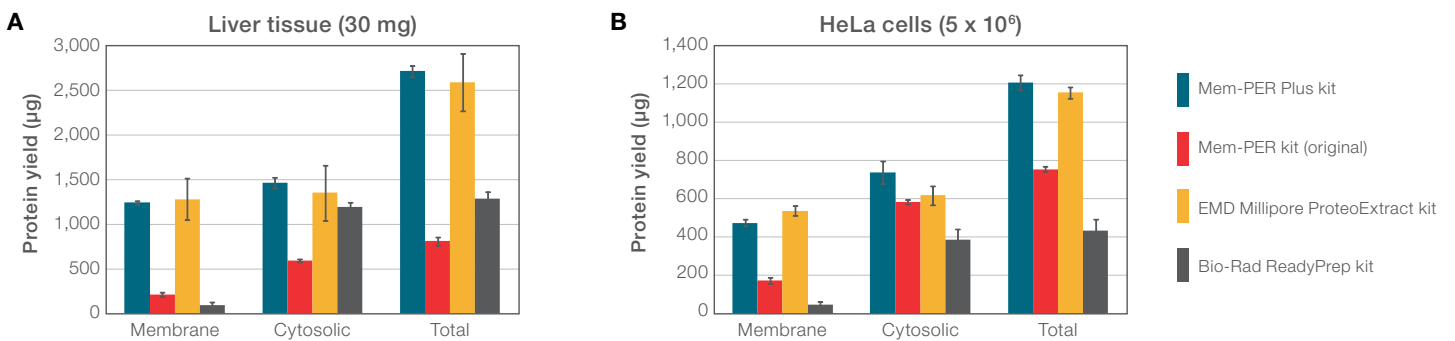 A
Liver tissue (30 mg)
Protein yield (µg)
3,000
2,500
2,000
1,500
1,000
500
0
Membrane
Cytosolic
Total
B
HeLa cells (5 x 10⁶)
Protein yield (µg)
1,400
1,200
1,000
800
600
400
200
0
Membrane
Cytosolic
Total
Mem-PER Plus kit
Mem-PER kit (original)
EMD Millipore ProteoExtract kit
Bio-Rad ReadyPrep kit